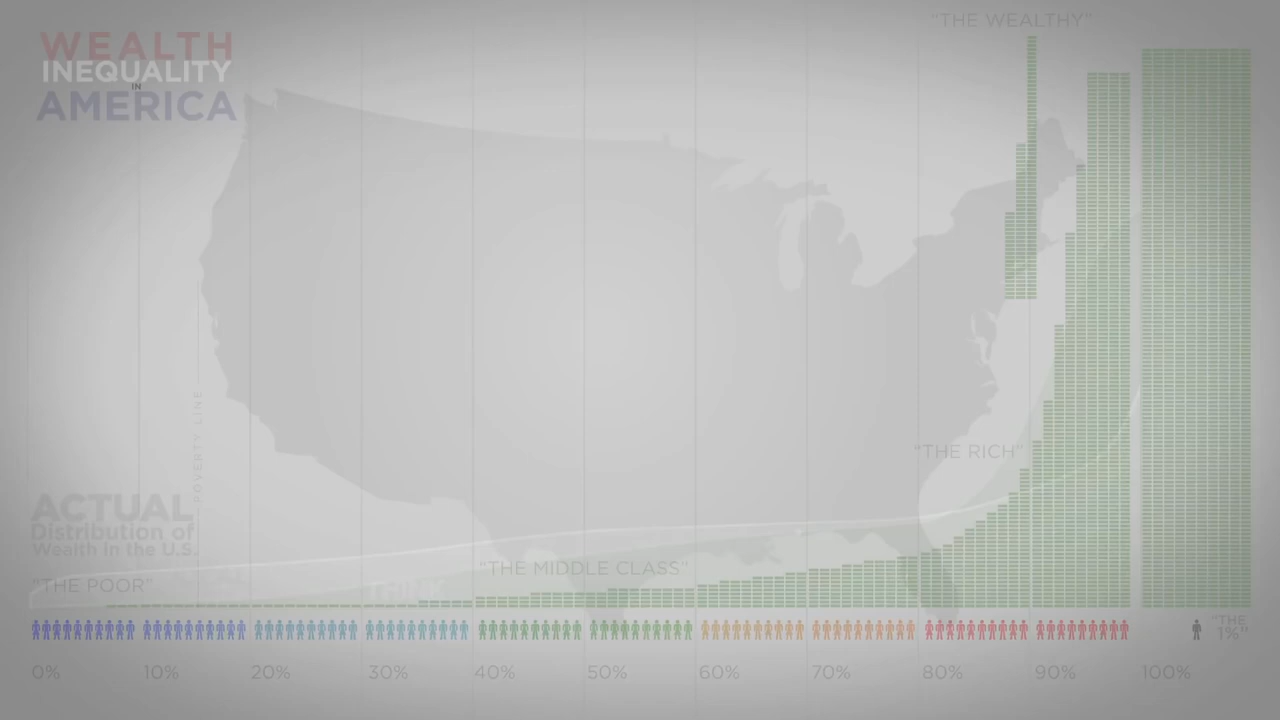 "THE WEALTHY"
WEALTH
INEQUALITY
IN
AMERICA
POVERTY LINE
"THE RICH"
ACTUAL
Distribution of
Wealth In the U.S.
"THE MIDDLE CLASS"
"THE POOR"
THINK
"THE
1%"
0% 10% 20% 30% 40% 50% 60% 70% 80% 90% 100%